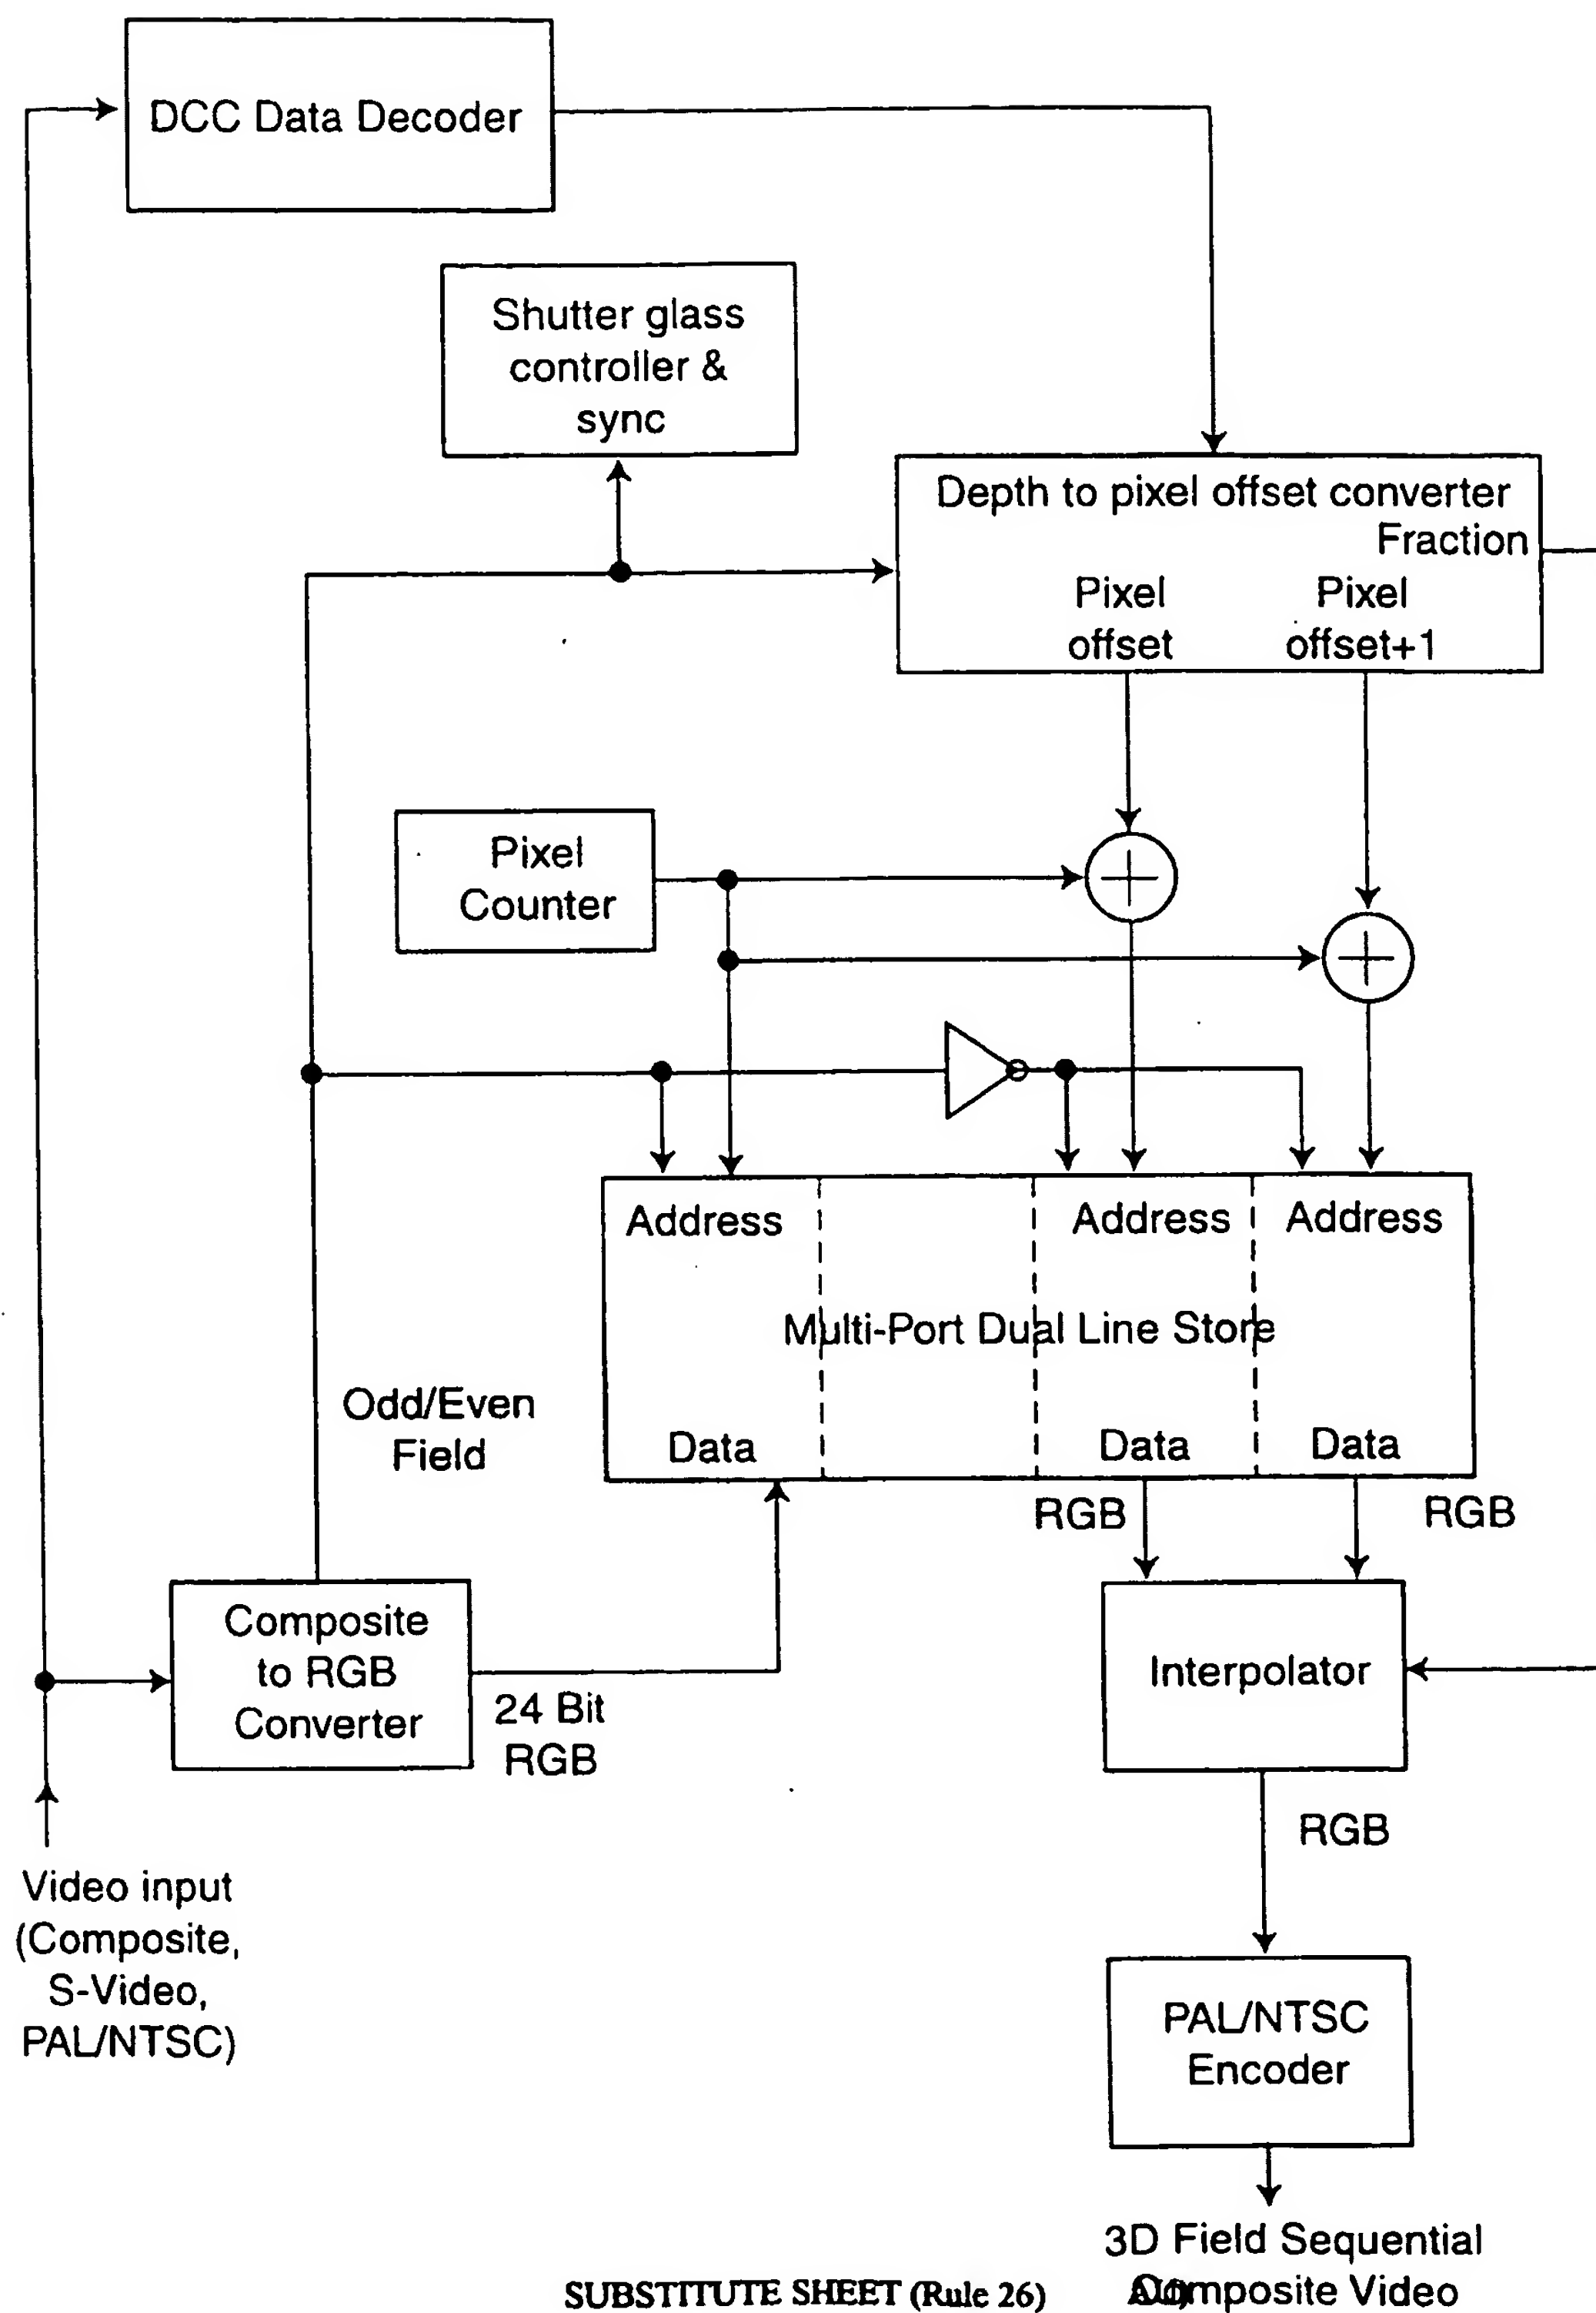 DCC Data Decoder
Shutter glass
controller &
sync
Depth to pixel offset converter
Fraction
Pixel
offset
Pixel
offset+1
Pixel
Counter
Address
Address
Address
Multi-Port Dual Line Store
Odd/Even
Field
Data
Data
Data
RGB
RGB
Composite
to RGB
Converter
24 Bit
RGB
Interpolator
RGB
Video input
(Composite,
S-Video,
PAL/NTSC)
PAL/NTSC
Encoder
3D Field Sequential
Composite Video
SUBSTITUTE SHEET (Rule 26)